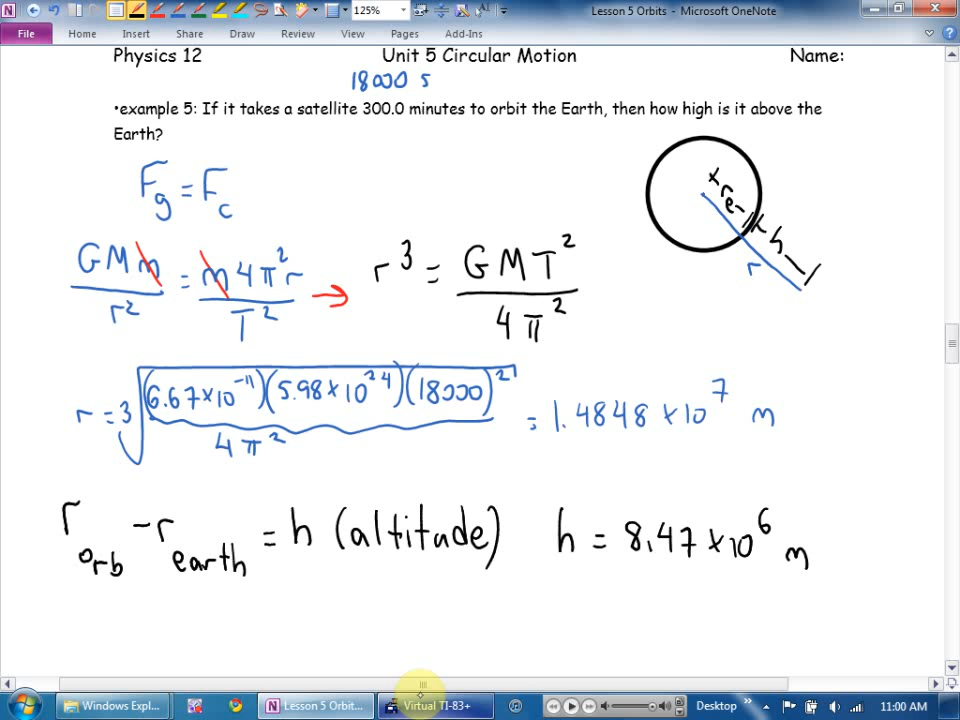 Lesson 5 Orbits - Microsoft OneNote
125%
File Home Insert Share Draw Review View Pages Add-Ins
Physics 12 Unit 5 Circular Motion Name:
18000 s
•example 5: If it takes a satellite 300.0 minutes to orbit the Earth, then how high is it above the
Earth?
Fg = Fc
re h
r
GMm/r² = m4π²r/T² → r³ = GMT²/4π²
r = ³√((6.67×10⁻¹¹)(5.98×10²⁴)(18000)²/4π²) = 1.4848 × 10⁷ m
r orb - r earth = h (altitude) h = 8.47 × 10⁶ m
Windows Expl... Lesson 5 Orbit... Virtual TI-83+ Desktop 11:00 AM